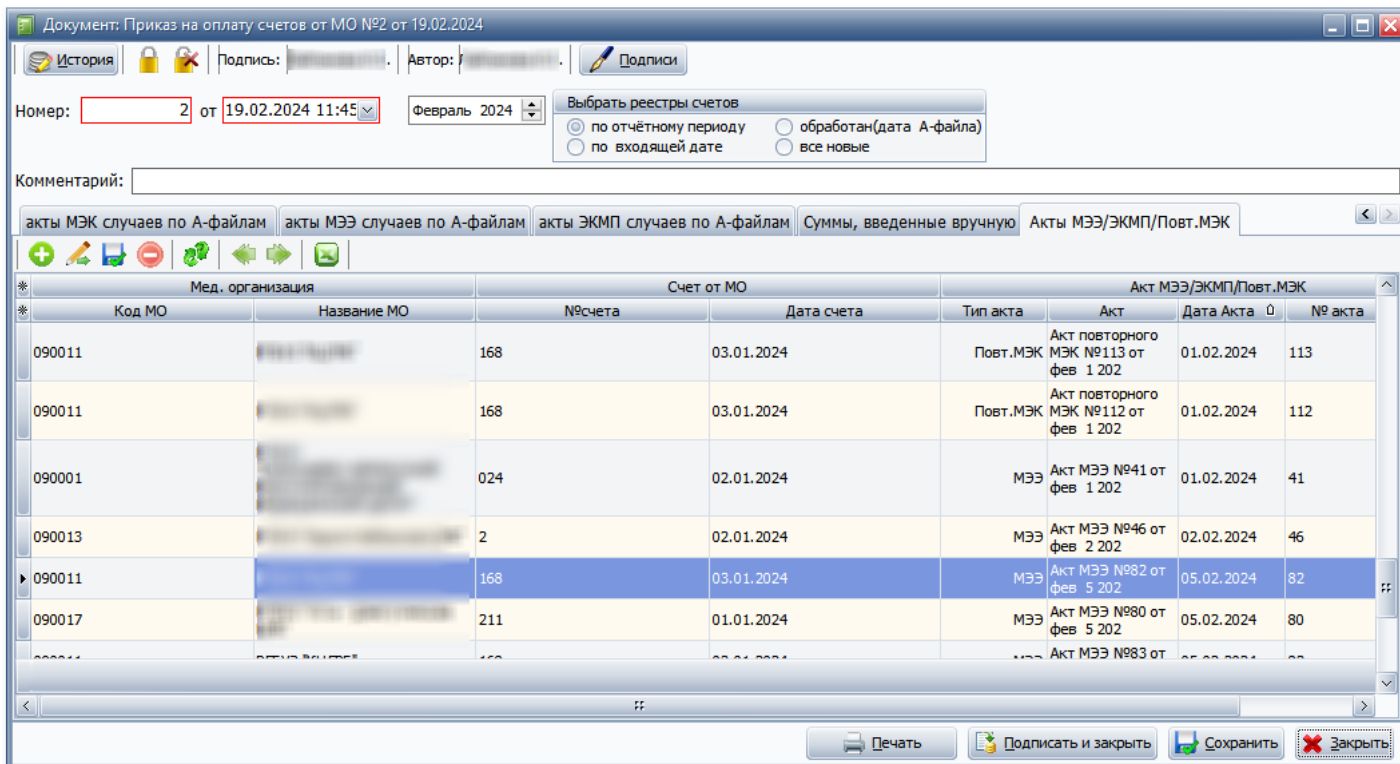 Документ: Приказ на оплату счетов от МО №2 от 19.02.2024
История Подпись: . Автор: . Подписи
Номер: 2 от 19.02.2024 11:45 Февраль 2024
Выбрать реестры счетов
по отчётному периоду обработан(дата А-файла)
по входящей дате все новые
Комментарий:
акты МЭК случаев по А-файлам акты МЭЭ случаев по А-файлам акты ЭКМП случаев по А-файлам Суммы, введенные вручную Акты МЭЭ/ЭКМП/Повт.МЭК
Мед. организация Счет от МО Акт МЭЭ/ЭКМП/Повт.МЭК
Код МО Название МО №счета Дата счета Тип акта Акт Дата Акта № акта
090011 168 03.01.2024 Повт.МЭК Акт повторного МЭК №113 от фев 1 202 01.02.2024 113
090011 168 03.01.2024 Повт.МЭК Акт повторного МЭК №112 от фев 1 202 01.02.2024 112
090001 024 02.01.2024 МЭЭ Акт МЭЭ №41 от фев 1 202 01.02.2024 41
090013 2 02.01.2024 МЭЭ Акт МЭЭ №46 от фев 2 202 02.02.2024 46
090011 168 03.01.2024 МЭЭ Акт МЭЭ №82 от фев 5 202 05.02.2024 82
090017 211 01.01.2024 МЭЭ Акт МЭЭ №80 от фев 5 202 05.02.2024 80
Акт МЭЭ №83 от
Печать Подписать и закрыть Сохранить Закрыть